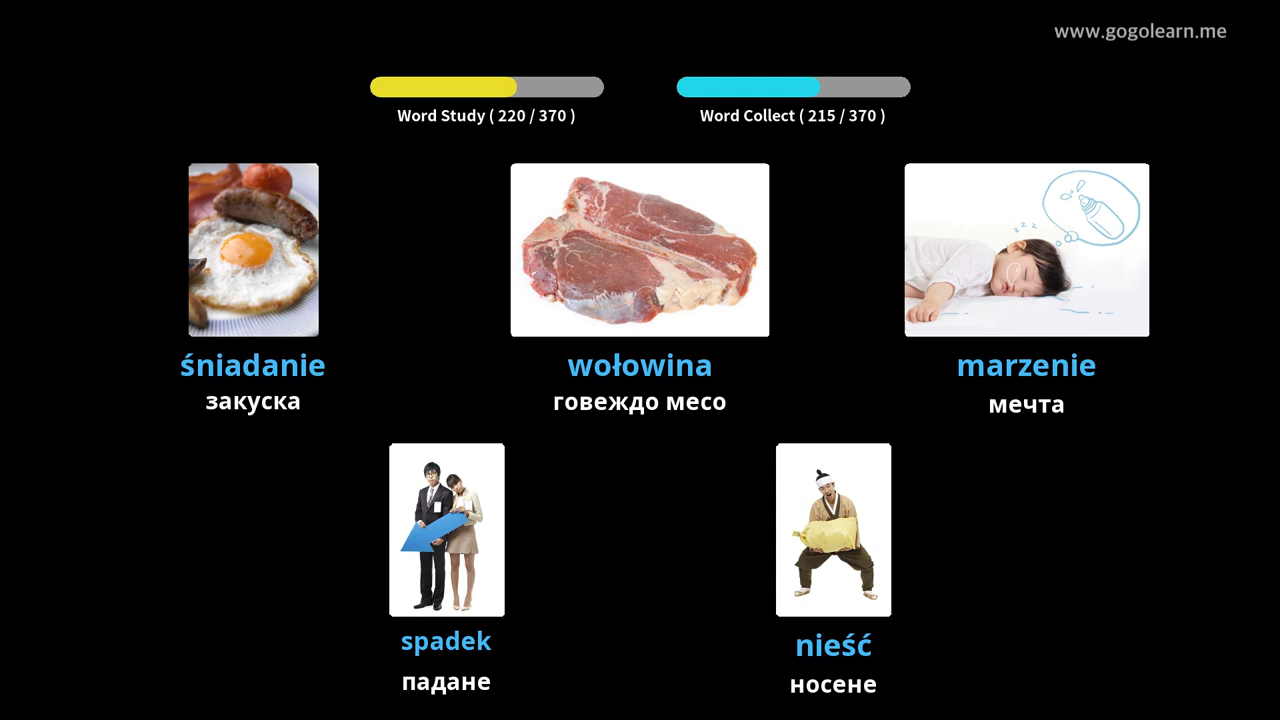 www.gogolearn.me
Word Study ( 220 / 370 )
Word Collect ( 215 / 370 )
śniadanie
закуска
wołowina
говеждо месо
marzenie
мечта
spadek
падане
nieść
носене